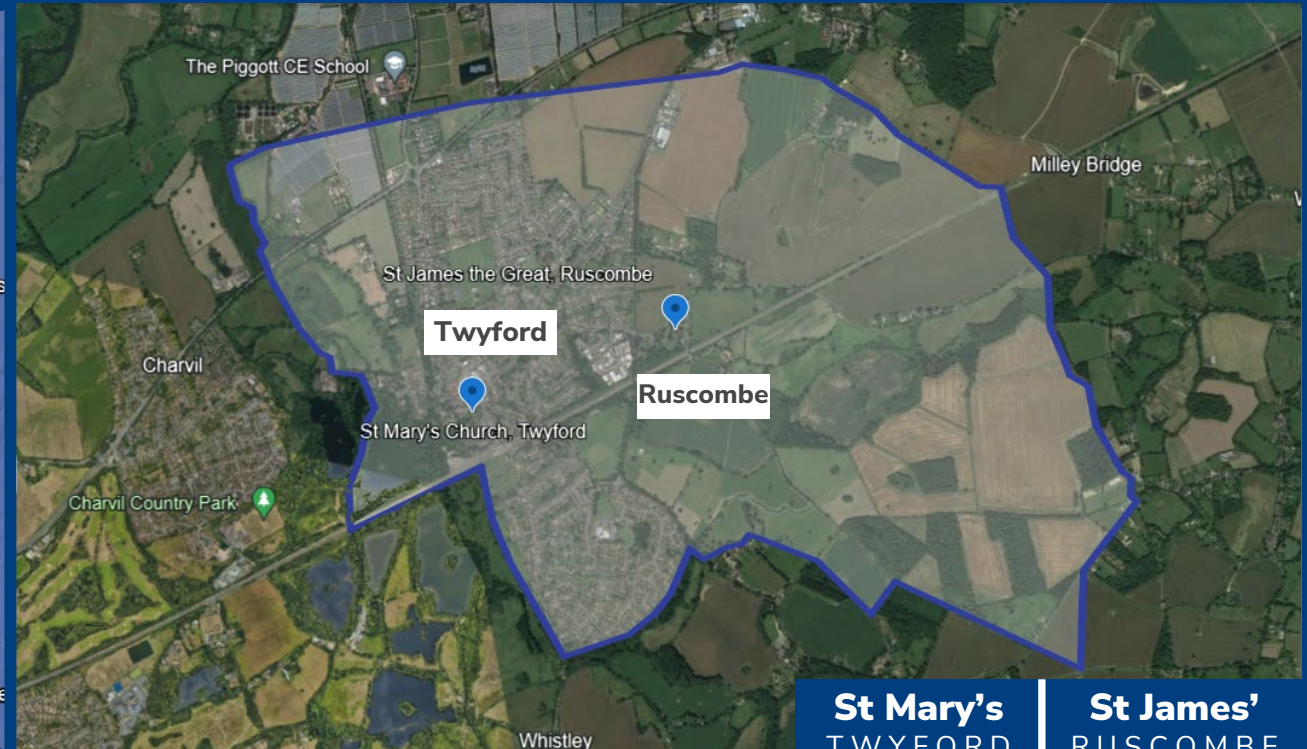 The Piggott CE School
Milley Bridge
St James the Great, Ruscombe
Twyford
Charvil
Ruscombe
St Mary's Church, Twyford
Charvil Country Park
Whistley
St Mary’s
TWYFORD
St James’
RUSCOMBE